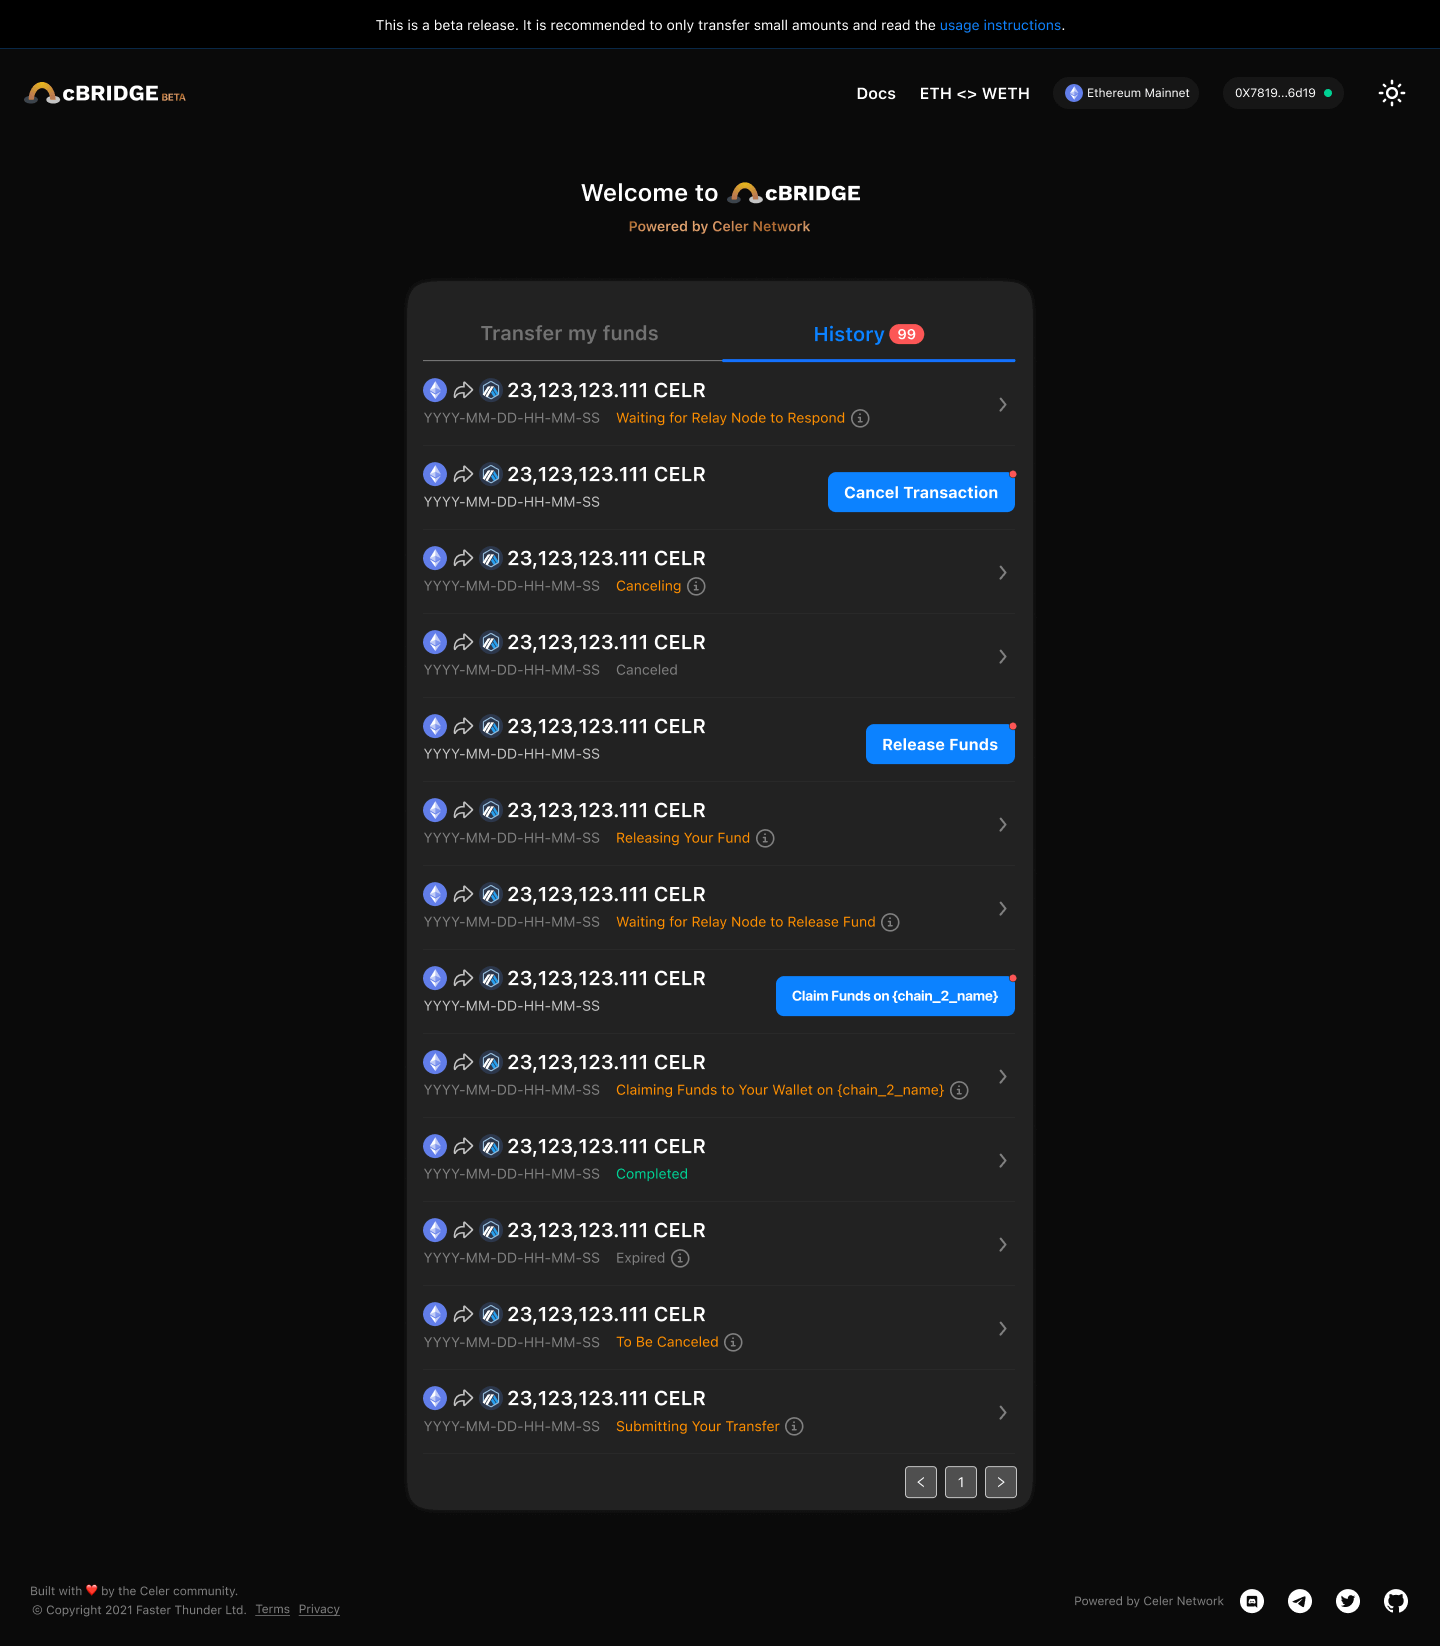 This is a beta release. It is recommended to only transfer small amounts and read the usage instructions.
cBRIDGE BETA
Docs
ETH <> WETH
Ethereum Mainnet
0X7819...6d19
Welcome to cBRIDGE
Powered by Celer Network
Transfer my funds
History 99
23,123,123.111 CELR
YYYY-MM-DD-HH-MM-SS Waiting for Relay Node to Respond
23,123,123.111 CELR
YYYY-MM-DD-HH-MM-SS
Cancel Transaction
23,123,123.111 CELR
YYYY-MM-DD-HH-MM-SS Canceling
23,123,123.111 CELR
YYYY-MM-DD-HH-MM-SS Canceled
23,123,123.111 CELR
YYYY-MM-DD-HH-MM-SS
Release Funds
23,123,123.111 CELR
YYYY-MM-DD-HH-MM-SS Releasing Your Fund
23,123,123.111 CELR
YYYY-MM-DD-HH-MM-SS Waiting for Relay Node to Release Fund
23,123,123.111 CELR
YYYY-MM-DD-HH-MM-SS
Claim Funds on {chain_2_name}
23,123,123.111 CELR
YYYY-MM-DD-HH-MM-SS Claiming Funds to Your Wallet on {chain_2_name}
23,123,123.111 CELR
YYYY-MM-DD-HH-MM-SS Completed
23,123,123.111 CELR
YYYY-MM-DD-HH-MM-SS Expired
23,123,123.111 CELR
YYYY-MM-DD-HH-MM-SS To Be Canceled
23,123,123.111 CELR
YYYY-MM-DD-HH-MM-SS Submitting Your Transfer
< 1 >
Built with ❤️ by the Celer community.
© Copyright 2021 Faster Thunder Ltd. Terms Privacy
Powered by Celer Network